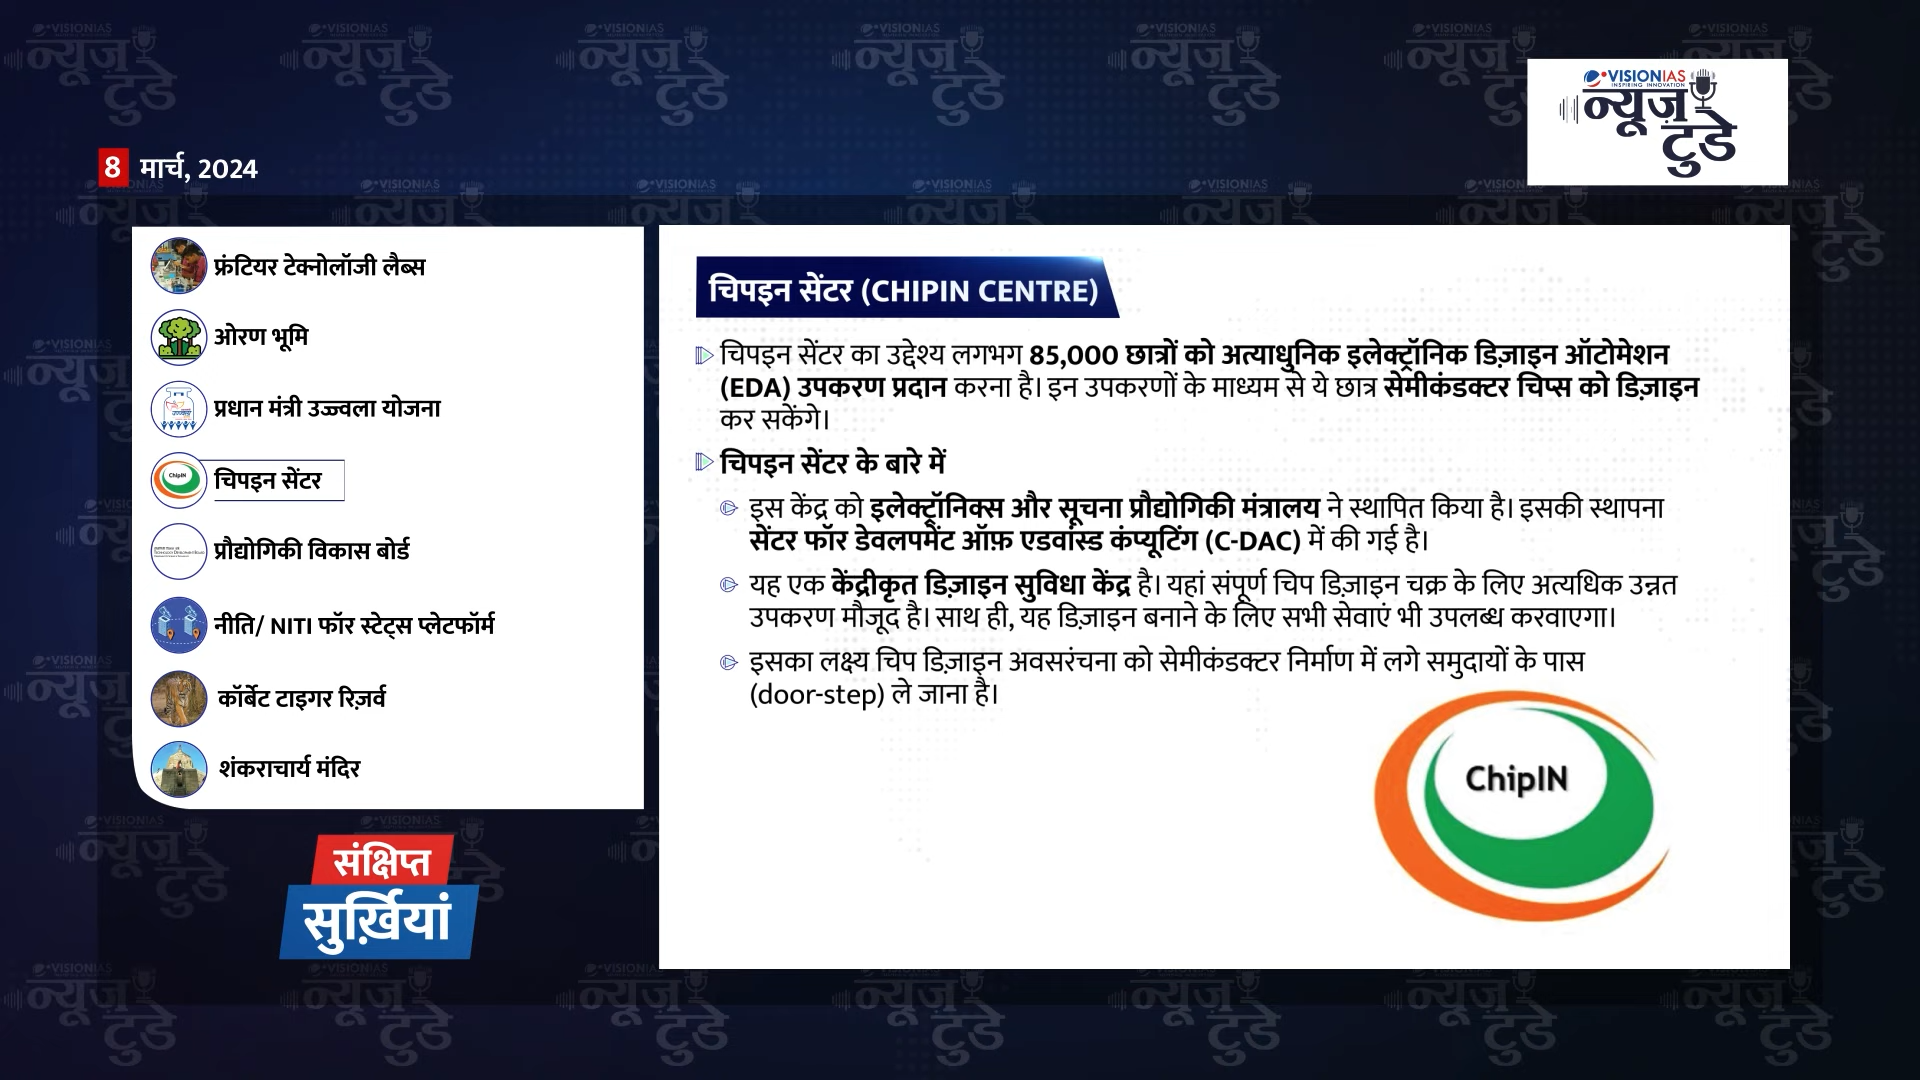 VISIONIAS
INSPIRING INNOVATION
न्यूज़
टुडे
8 मार्च, 2024
फ्रंटियर टेक्नोलॉजी लैब्स
ओरण भूमि
प्रधान मंत्री उज्ज्वला योजना
चिपइन सेंटर
प्रौद्योगिकी विकास बोर्ड
नीति/ NITI फॉर स्टेट्स प्लेटफॉर्म
कॉर्बेट टाइगर रिज़र्व
शंकराचार्य मंदिर
संक्षिप्त
सुर्ख़ियां
चिपइन सेंटर (CHIPIN CENTRE)
चिपइन सेंटर का उद्देश्य लगभग 85,000 छात्रों को अत्याधुनिक इलेक्ट्रॉनिक डिज़ाइन ऑटोमेशन
(EDA) उपकरण प्रदान करना है। इन उपकरणों के माध्यम से ये छात्र सेमीकंडक्टर चिप्स को डिज़ाइन
कर सकेंगे।
चिपइन सेंटर के बारे में
इस केंद्र को इलेक्ट्रॉनिक्स और सूचना प्रौद्योगिकी मंत्रालय ने स्थापित किया है। इसकी स्थापना
सेंटर फॉर डेवलपमेंट ऑफ़ एडवांस्ड कंप्यूटिंग (C-DAC) में की गई है।
यह एक केंद्रीकृत डिज़ाइन सुविधा केंद्र है। यहां संपूर्ण चिप डिज़ाइन चक्र के लिए अत्यधिक उन्नत
उपकरण मौजूद है। साथ ही, यह डिज़ाइन बनाने के लिए सभी सेवाएं भी उपलब्ध करवाएगा।
इसका लक्ष्य चिप डिज़ाइन अवसरंचना को सेमीकंडक्टर निर्माण में लगे समुदायों के पास
(door-step) ले जाना है।
ChipIN